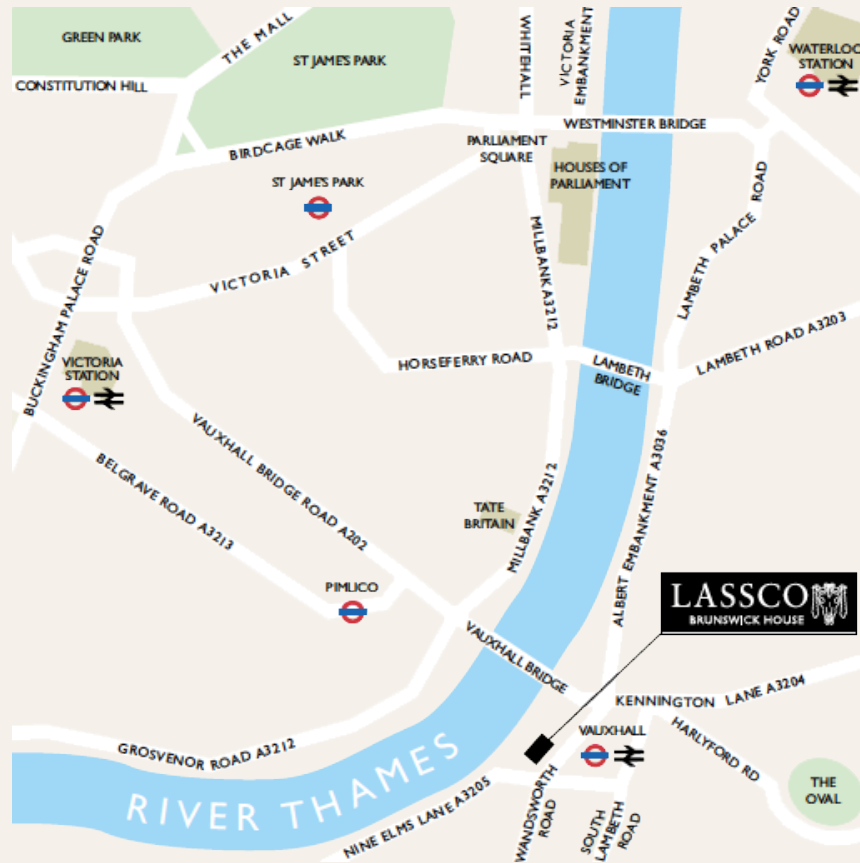 GREEN PARK
THE MALL
ST JAMES'S PARK
CONSTITUTION HILL
WHITEHALL
VICTORIA
EMBANKMENT
YORK ROAD
WATERLOO
STATION
BIRDCAGE WALK
WESTMINSTER BRIDGE
PARLIAMENT
SQUARE
HOUSES OF
PARLIAMENT
ST JAME'S PARK
LAMBETH PALACE ROAD
MILLBANK A3212
VICTORIA STREET
BUCKINGHAM PALACE ROAD
VICTORIA
STATION
HORSEFERRY ROAD
LAMBETH
BRIDGE
LAMBETH ROAD A3203
VAUXHALL BRIDGE ROAD A202
BELGRAVE ROAD A3213
TATE
BRITAIN
MILLBANK A3212
ALBERT EMBANKMENT A3036
PIMLICO
LASSCO
BRUNSWICK HOUSE
VAUXHALL BRIDGE
KENNINGTON LANE A3204
VAUXHALL
HARLYFORD RD
GROSVENOR ROAD A3212
RIVER THAMES
NINE ELMS LANE A3205
WANDSWORTH
ROAD
SOUTH
LAMBETH
ROAD
THE
OVAL